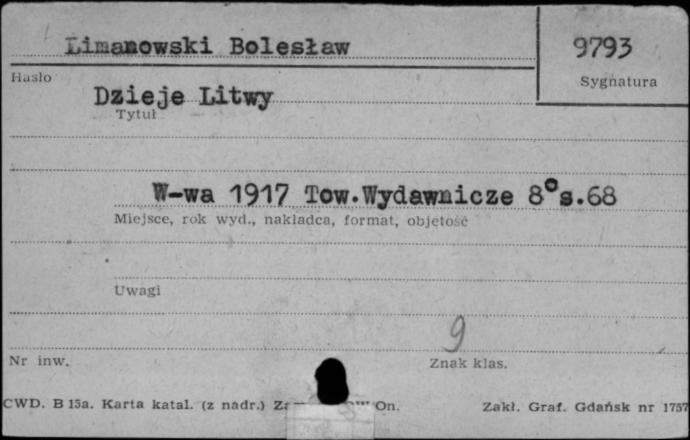 Limanowski Bolesław
9793
Hasło
Sygnatura
Dzieje Litwy
Tytuł
W-wa 1917 Tow.Wydawnicze 8° s.68
Miejsce, rok wyd., nakładca, format, objętość
Uwagi
9
Nr inw.
Znak klas.
CWD. B 15a. Karta katal. (z nadr.) On.
Zakł. Graf. Gdańsk nr 1757